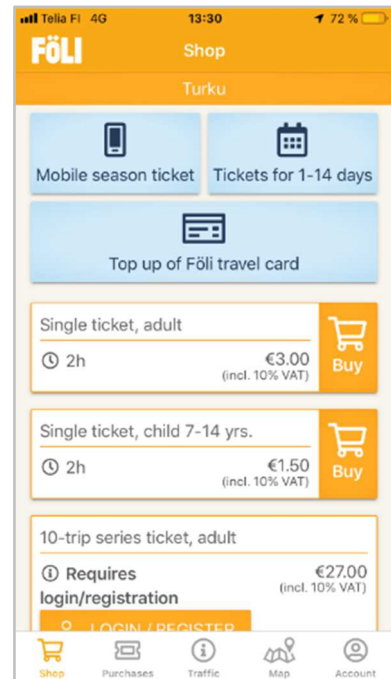 Telia FI 4G 13:30 72 %
FÖLI
Shop
Turku
Mobile season ticket
Tickets for 1-14 days
Top up of Föli travel card
Single ticket, adult
2h
€3.00
(incl. 10% VAT)
Buy
Single ticket, child 7-14 yrs.
2h
€1.50
(incl. 10% VAT)
Buy
10-trip series ticket, adult
Requires
login/registration
€27.00
(incl. 10% VAT)
LOGIN / REGISTER
Shop Purchases Traffic Map Account